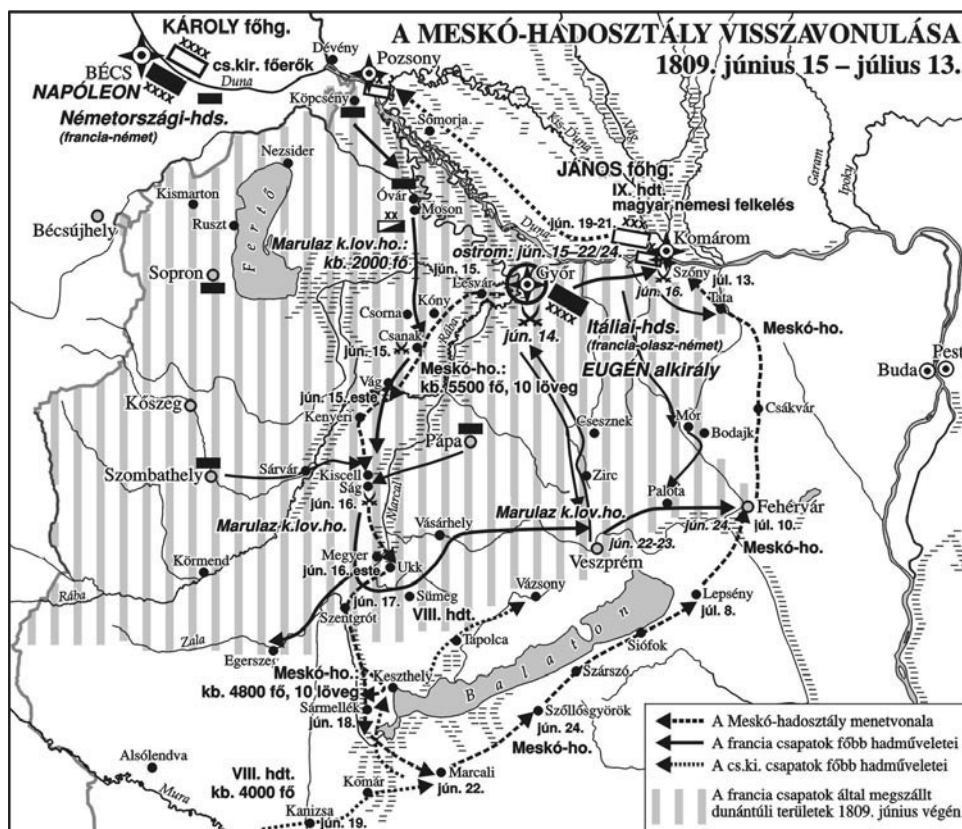 A MESKÓ-HADOSZTÁLY VISSZAVONULÁSA
1809. június 15 – július 13.
KÁROLY főhg.
XXXX
cs.kir. főerők
BÉCS
NAPÓLEON
XXXX
Németországi-hds.
(francia-német)
Duna
Dévény
Pozsony
Köpcsény
Somorja
Kis-Duna
Vág
Garam
Ipoly
Nezsider
Kismarton
Ruszt
Fertő
Bécsújhely
Sopron
Óvár
Moson
XX
Marulaz k.lov.ho.:
kb. 2000 fő
JÁNOS főhg.
IX. hdt.
magyar nemesi felkelés
XXX
jún. 19-21.
Duna
Komárom
ostrom: jún. 15–22/24.
Győr
Szőny
júl. 13.
jún. 16.
Tata
jún. 15.
Lesvár
Kóny
Csorna
Rába
Csanak
jún. 15.
XXXX
jún. 14.
Itáliai-hds.
(francia-olasz-német)
EUGÉN alkirály
Meskó-ho.
Meskó-ho.:
kb. 5500 fő, 10 löveg
Vág
jún. 15. este
Kenyeri
Kőszeg
Pápa
Csesznek
Mór
Bodajk
Csákvár
Buda
Pest
Szombathely
Sárvár
Kiscell
Ság
jún. 16.
Marcal
Zirc
Palota
Fehérvár
jún. 24.
júl. 10.
Marulaz k.lov.ho.
Marulaz k.lov.ho.
Vásárhely
jún. 22-23.
Veszprém
Meskó-ho.
Körmend
Rába
Megyer
jún. 16. este
Ukk
jún. 17.
Sümeg
Szentgrót
VIII. hdt.
Vázsony
Tapolca
Lepsény
júl. 8.
Zala
Egerszeg
Balaton
Siófok
Szárszó
Meskó-ho.
kb. 4800 fő, 10 löveg
Keszthely
Sármellék
jún. 18.
Szőllősgyörök
jún. 24.
Meskó-ho.
Alsólendva
Mura
VIII. hdt.
kb. 4000 fő
Komár
Marcali
jún. 22.
Kanizsa
jún. 19.
A Meskó-hadosztály menetvonala
A francia csapatok főbb hadműveletei
A cs.ki. csapatok főbb hadműveletei
A francia csapatok által megszállt
dunántúli területek 1809. június végén